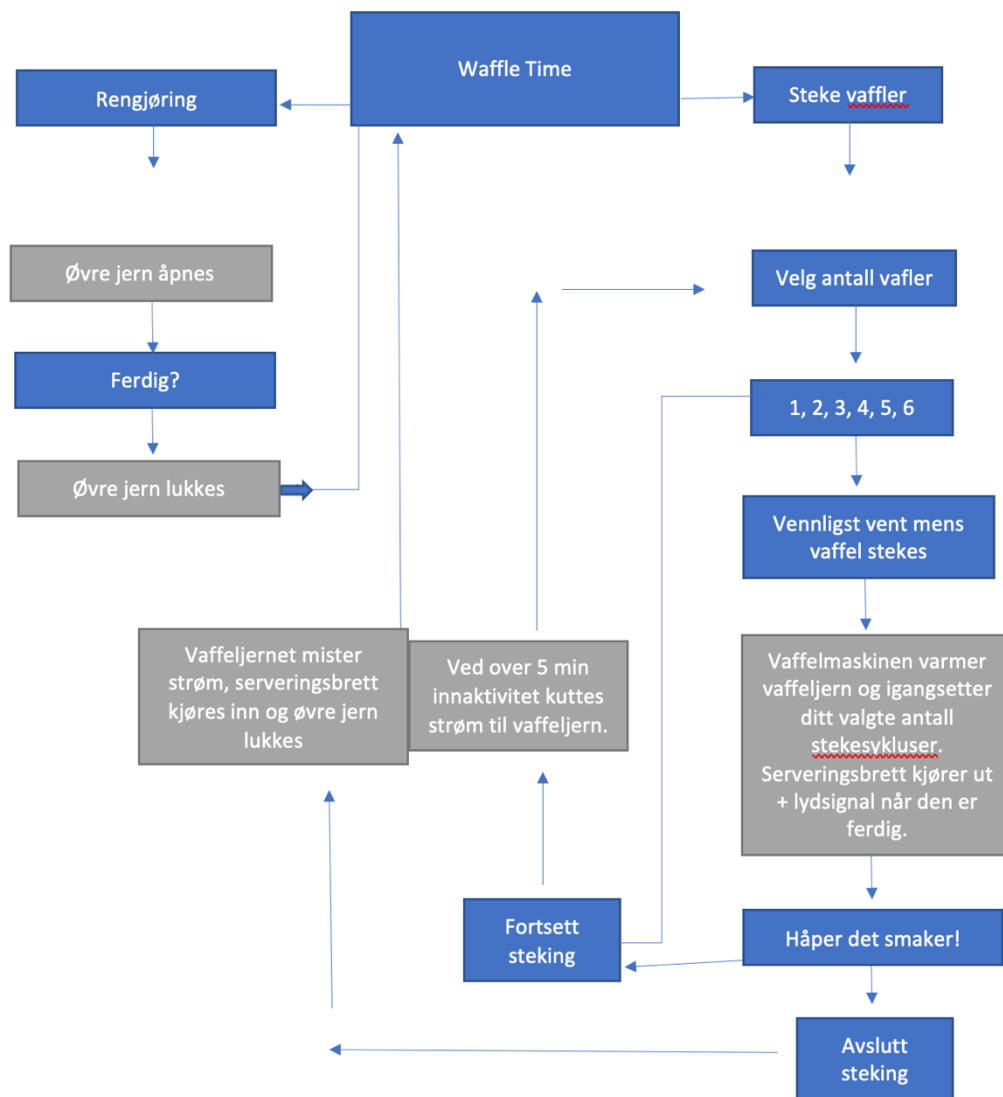 Waffle Time
Rengjøring
Steke vaffler
Øvre jern åpnes
Velg antall vafler
Ferdig?
1, 2, 3, 4, 5, 6
Øvre jern lukkes
Vennligst vent mens
vaffel stekes
Vaffeljernet mister
strøm, serveringsbrett
kjøres inn og øvre jern
lukkes
Ved over 5 min
innaktivitet kuttes
strøm til vaffeljern.
Vaffelmaskinen varmer
vaffeljern og igangsetter
ditt valgte antall
stekesykluser.
Serveringsbrett kjører ut
+ lydsignal når den er
ferdig.
Fortsett
steking
Håper det smaker!
Avslutt
steking